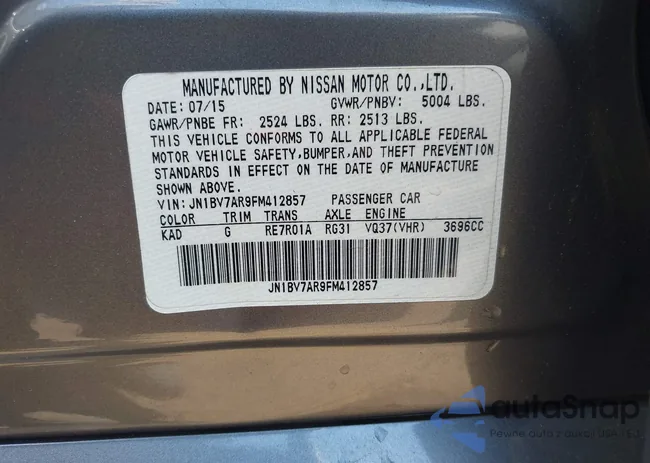 MANUFACTURED BY NISSAN MOTOR CO.,LTD.
DATE: 07/15 GVWR/PNBV: 5004 LBS.
GAWR/PNBE FR: 2524 LBS. RR: 2513 LBS.
THIS VEHICLE CONFORMS TO ALL APPLICABLE FEDERAL
MOTOR VEHICLE SAFETY,BUMPER,AND THEFT PREVENTION
STANDARDS IN EFFECT ON THE DATE OF MANUFACTURE
SHOWN ABOVE.
VIN: JN1BV7AR9FM412857 PASSENGER CAR
COLOR TRIM TRANS AXLE ENGINE
KAD G RE7R01A RG31 VQ37(VHR) 3696CC
JN1BV7AR9FM412857
autoSnap
Pewne auta z aukcji